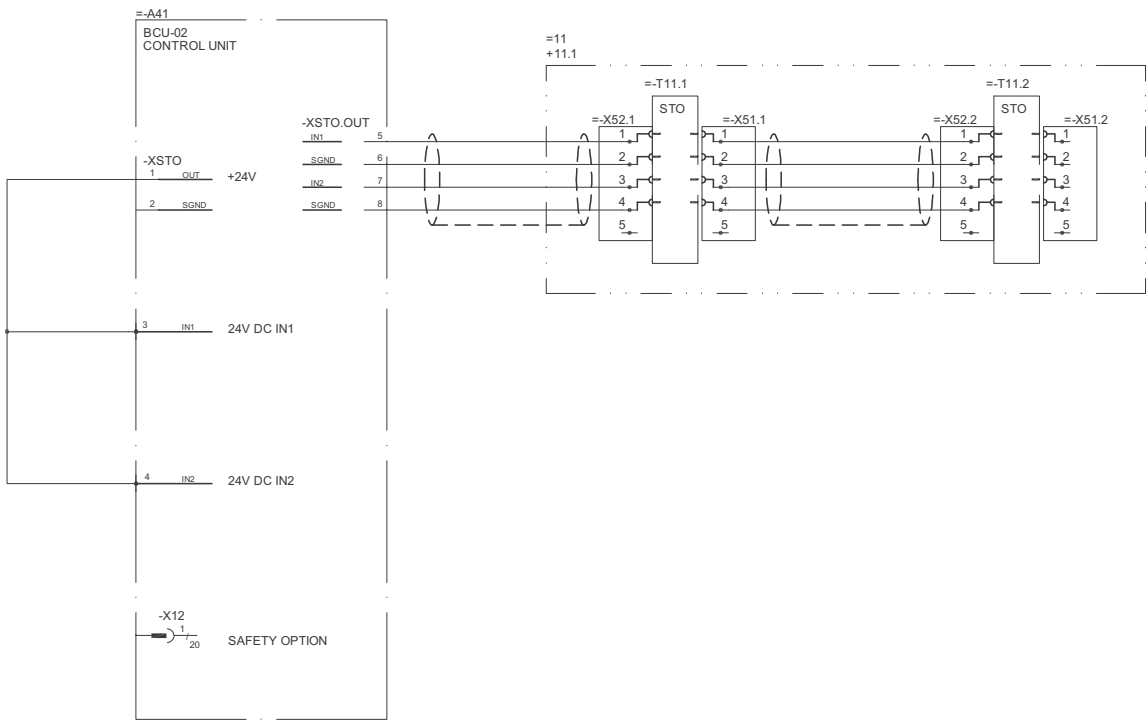 =-A41
BCU-02
CONTROL UNIT
=11
+11.1
=-T11.1
=-T11.2
STO
STO
-XSTO.OUT
=-X52.1
=-X51.1
=-X52.2
=-X51.2
IN1 5
1 1 1 1
-XSTO
SGND 6
2 2 2 2
1 OUT +24V
IN2 7
3 3 3 3
2 SGND
SGND 8
4 4 4 4
5 5 5 5
3 IN1 24V DC IN1
4 IN2 24V DC IN2
-X12
1
/
20
SAFETY OPTION